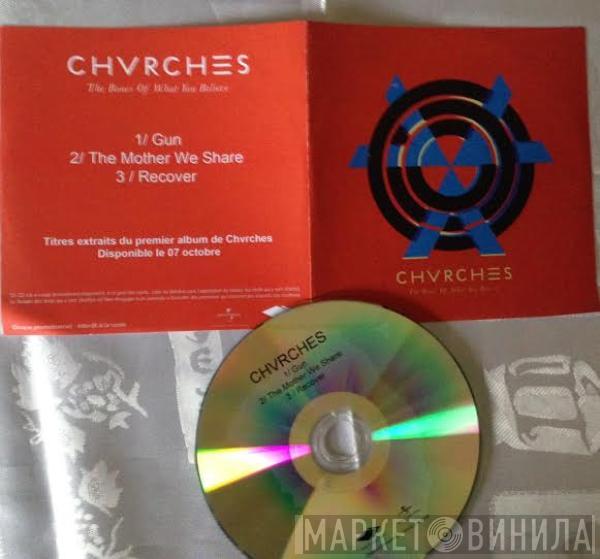 CHVRCHES
The Bones Of What You Believe
1/ Gun
2/ The Mother We Share
3 / Recover
Titres extraits du premier album de Chvrches
Disponible le 07 octobre
CHVRCHES
The Bones Of What You Believe
CHVRCHES
1/ Gun
2/ The Mother We Share
3 / Recover
МАРКЕТ ВИНИЛА